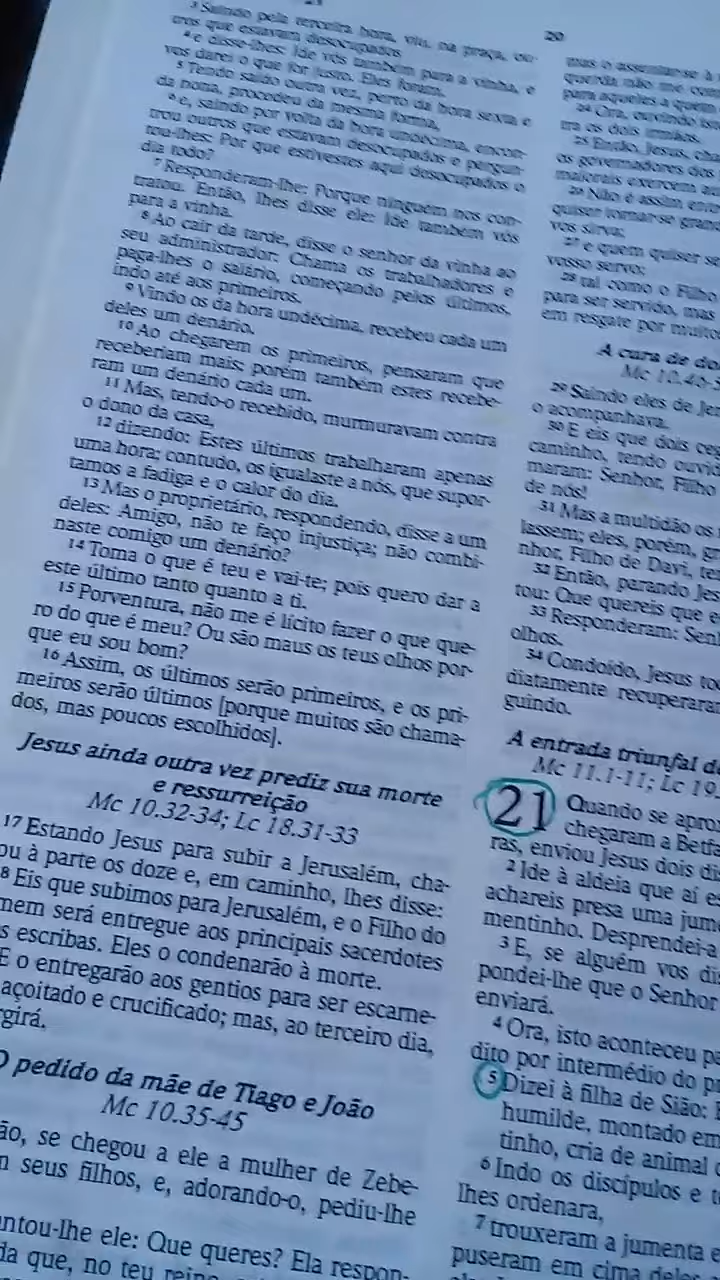 3 Saindo pela terceira hora, viu, na praça, ou-
tros que estavam desocupados
4 e disse-lhes: Ide vós também para a vinha, e
vos darei o que for justo. Eles foram.
5 Tendo saído outra vez, perto da hora sexta e
da nona, procedeu da mesma forma,
6 e, saindo por volta da hora undécima, encon-
trou outros que estavam desocupados e pergun-
tou-lhes: Por que estivestes aqui desocupados o
dia todo?
7 Responderam-lhe: Porque ninguém nos con-
tratou. Então, lhes disse ele: Ide também vós
para a vinha.
8 Ao cair da tarde, disse o senhor da vinha ao
seu administrador: Chama os trabalhadores e
paga-lhes o salário, começando pelos últimos,
indo até aos primeiros.
9 Vindo os da hora undécima, recebeu cada um
deles um denário.
10 Ao chegarem os primeiros, pensaram que
receberiam mais; porém também estes recebe-
ram um denário cada um.
11 Mas, tendo-o recebido, murmuravam contra
o dono da casa,
12 dizendo: Estes últimos trabalharam apenas
uma hora; contudo, os igualaste a nós, que supor-
tamos a fadiga e o calor do dia.
13 Mas o proprietário, respondendo, disse a um
deles: Amigo, não te faço injustiça; não combi-
naste comigo um denário?
14 Toma o que é teu e vai-te; pois quero dar a
este último tanto quanto a ti.
15 Porventura, não me é lícito fazer o que que-
ro do que é meu? Ou são maus os teus olhos por-
que eu sou bom?
16 Assim, os últimos serão primeiros, e os pri-
meiros serão últimos [porque muitos são chama-
dos, mas poucos escolhidos].
Jesus ainda outra vez prediz sua morte
e ressurreição
Mc 10.32-34; Lc 18.31-33
17 Estando Jesus para subir a Jerusalém, cha-
ou à parte os doze e, em caminho, lhes disse:
8 Eis que subimos para Jerusalém, e o Filho do
mem será entregue aos principais sacerdotes
s escribas. Eles o condenarão à morte.
E o entregarão aos gentios para ser escarne-
açoitado e crucificado; mas, ao terceiro dia,
girá.
O pedido da mãe de Tiago e João
Mc 10.35-45
ão, se chegou a ele a mulher de Zebe-
n seus filhos, e, adorando-o, pediu-lhe
ntou-lhe ele: Que queres? Ela respon-
da que, no teu reino
20
mas o assentar-se à
querda não me
para aqueles a quem
24 Ora, ouvindo
tra os dois irmãos.
25 Então, Jesus,
os governadores dos
maiorais exercem
26 Não é assim
quiser tornar-se
vos sirva;
27 e quem quiser
vosso servo;
28 tal como o Filho
para ser servido, mas
em resgate por
A cura de
Mc 10.46-
29 Saindo eles de
o acompanhava.
30 E eis que dois
caminho, tendo
maram: Senhor, Filho
de nós!
31 Mas a multidão os
lassem; eles, porém,
nhor, Filho de Davi,
32 Então, parando
tou: Que quereis que
33 Responderam:
olhos.
34 Condoído, Jesus
diatamente
guindo.
A entrada triunfal
Mc 11.1-11; Lc 19.
21 Quando se
chegaram a
ras, enviou Jesus dois
2 Ide à aldeia que aí
achareis presa uma
mentinho.
3 E, se alguém vos
pondei-lhe que o Senhor
enviará.
4 Ora, isto aconteceu
dito por intermédio do
5 Dizei à filha de Sião:
humilde, montado em
tinho, cria de animal
6 Indo os discípulos e
lhes ordenara,
7 trouxeram a jumenta e
puseram em cima